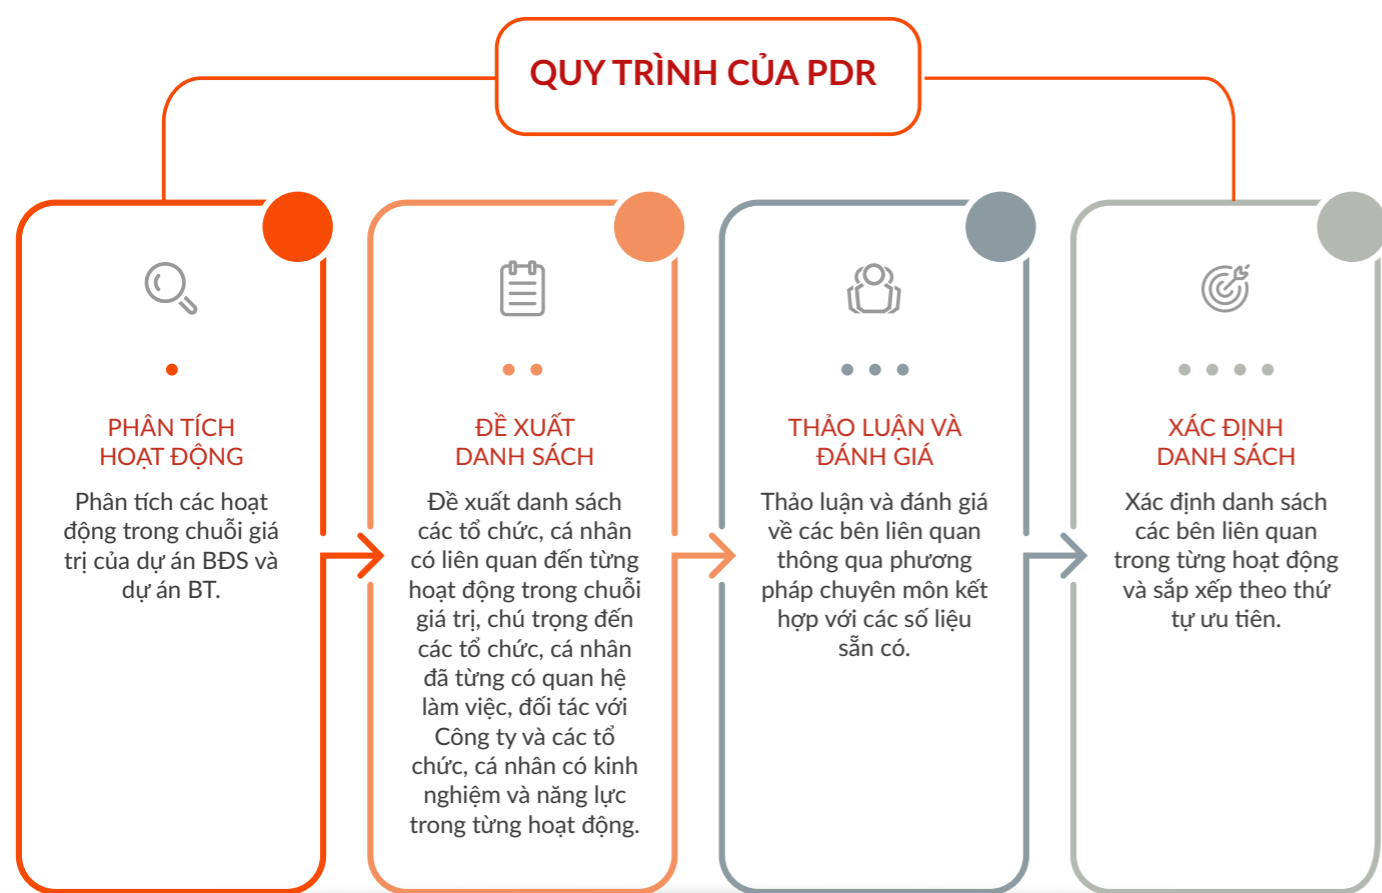 QUY TRÌNH CỦA PDR
PHÂN TÍCH
HOẠT ĐỘNG
Phân tích các hoạt
động trong chuỗi giá
trị của dự án BĐS và
dự án BT.
ĐỀ XUẤT
DANH SÁCH
Đề xuất danh sách
các tổ chức, cá nhân
có liên quan đến từng
hoạt động trong chuỗi
giá trị, chú trọng đến
các tổ chức, cá nhân
đã từng có quan hệ
làm việc, đối tác với
Công ty và các tổ
chức, cá nhân có kinh
nghiệm và năng lực
trong từng hoạt động.
THẢO LUẬN VÀ
ĐÁNH GIÁ
Thảo luận và đánh giá
về các bên liên quan
thông qua phương
pháp chuyên môn kết
hợp với các số liệu
sẵn có.
XÁC ĐỊNH
DANH SÁCH
Xác định danh sách
các bên liên quan
trong từng hoạt động
và sắp xếp theo thứ
tự ưu tiên.